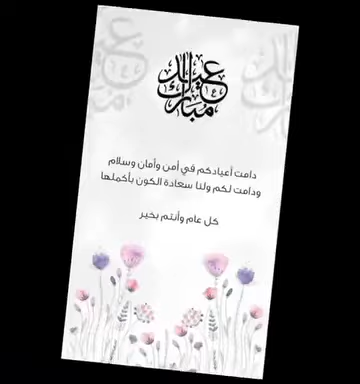 عيد
مبارك
دامت أعيادكم في أمن وأمان وسلام
ودامت لكم ولنا سعادة الكون بأكملها
كل عام وأنتم بخير